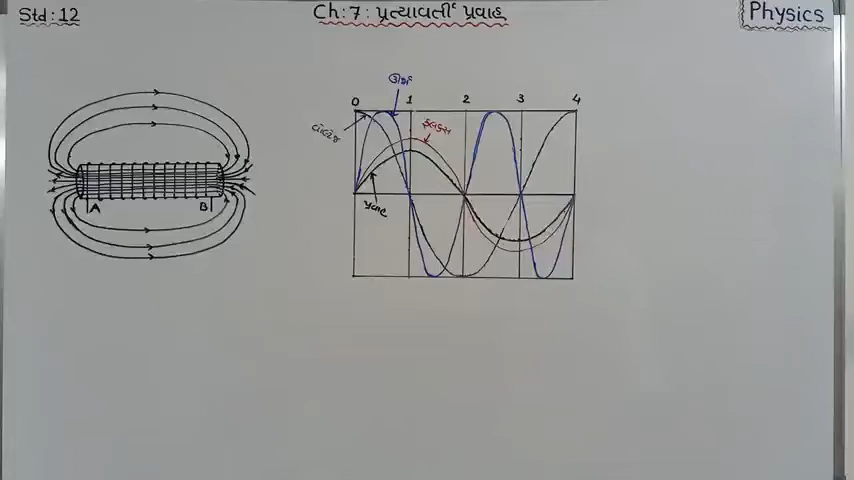 Std:12
Ch:7: પ્રત્યાવર્તી પ્રવાહ
Physics
0 1 2 3 4
ઊર્જા
વોલ્ટેજ
ફ્લક્સ
પ્રવાહ
A B